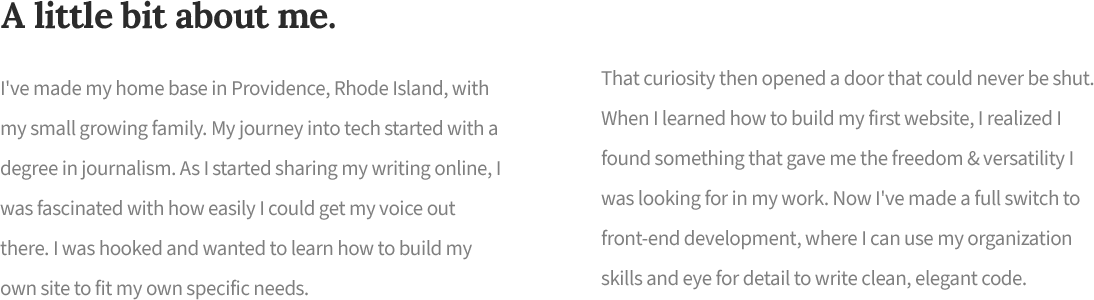 A little bit about me.
I've made my home base in Providence, Rhode Island, with
my small growing family. My journey into tech started with a
degree in journalism. As I started sharing my writing online, I
was fascinated with how easily I could get my voice out
there. I was hooked and wanted to learn how to build my
own site to fit my own specific needs.
That curiosity then opened a door that could never be shut.
When I learned how to build my first website, I realized I
found something that gave me the freedom & versatility I
was looking for in my work. Now I've made a full switch to
front-end development, where I can use my organization
skills and eye for detail to write clean, elegant code.